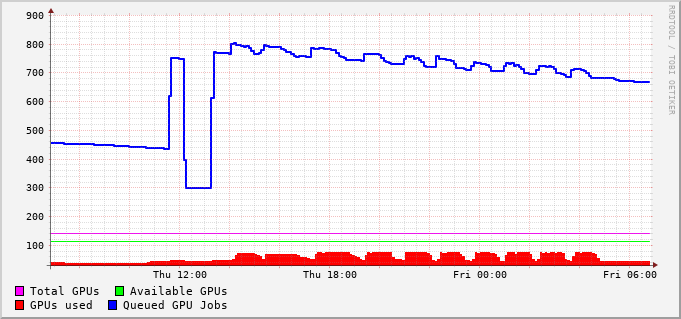 900
800
700
600
500
400
300
200
100
Thu 12:00 Thu 18:00 Fri 00:00 Fri 06:00
Total GPUs Available GPUs
GPUs used Queued GPU Jobs
RRDTOOL / TOBI OETIKER